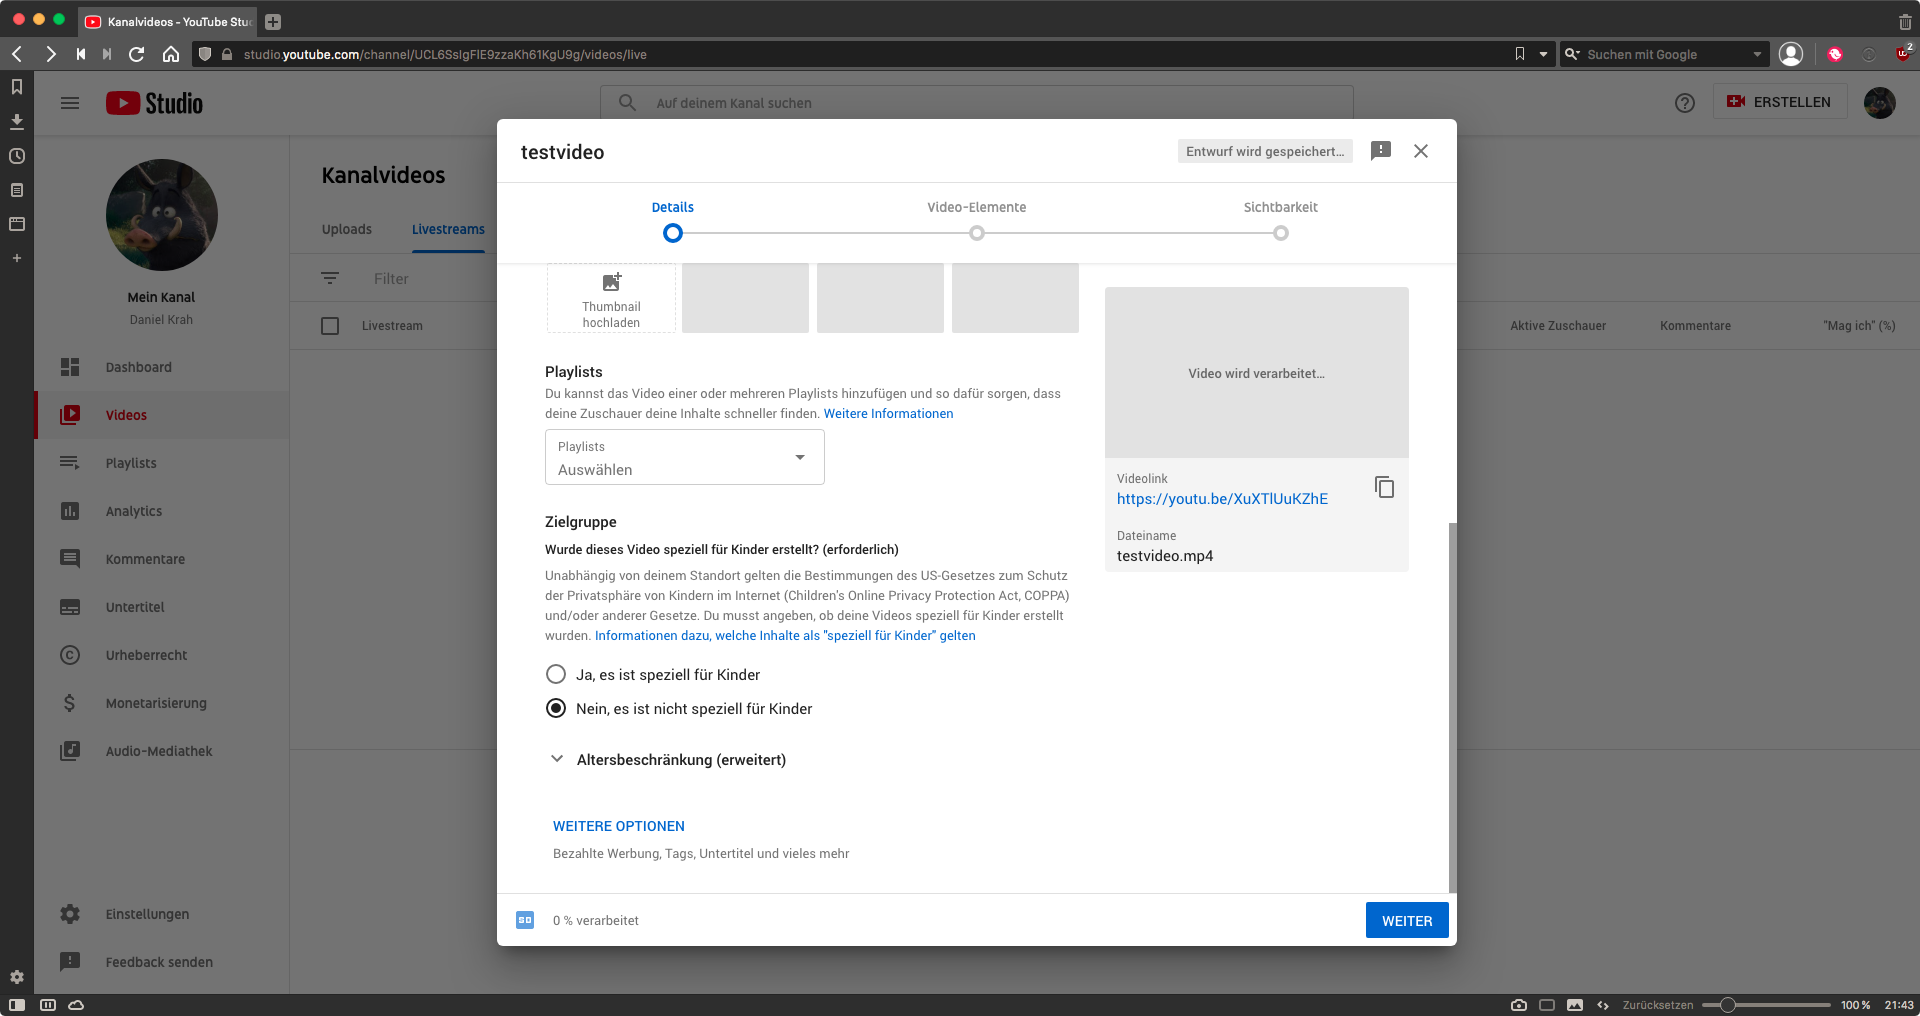 Kanalvideos - YouTube Stu
studio.youtube.com/channel/UCL6SsIgFlE9zzaKh61KgU9g/videos/live
Suchen mit Google
2
Studio
Auf deinem Kanal suchen
ERSTELLEN
Mein Kanal
Daniel Krah
Dashboard
Videos
Playlists
Analytics
Kommentare
Untertitel
Urheberrecht
Monetarisierung
Audio-Mediathek
Einstellungen
Feedback senden
Kanalvideos
Uploads
Livestreams
Filter
Livestream
Aktive Zuschauer
Kommentare
"Mag ich" (%)
testvideo
Entwurf wird gespeichert...
Details
Video-Elemente
Sichtbarkeit
Thumbnail
hochladen
Playlists
Du kannst das Video einer oder mehreren Playlists hinzufügen und so dafür sorgen, dass
deine Zuschauer deine Inhalte schneller finden. Weitere Informationen
Playlists
Auswählen
Zielgruppe
Wurde dieses Video speziell für Kinder erstellt? (erforderlich)
Unabhängig von deinem Standort gelten die Bestimmungen des US-Gesetzes zum Schutz
der Privatsphäre von Kindern im Internet (Children's Online Privacy Protection Act, COPPA)
und/oder anderer Gesetze. Du musst angeben, ob deine Videos speziell für Kinder erstellt
wurden. Informationen dazu, welche Inhalte als "speziell für Kinder" gelten
Ja, es ist speziell für Kinder
Nein, es ist nicht speziell für Kinder
Altersbeschränkung (erweitert)
WEITERE OPTIONEN
Bezahlte Werbung, Tags, Untertitel und vieles mehr
Video wird verarbeitet...
Videolink
https://youtu.be/XuXTlUuKZhE
Dateiname
testvideo.mp4
SD
0 % verarbeitet
WEITER
Zurücksetzen
100 %
21:43